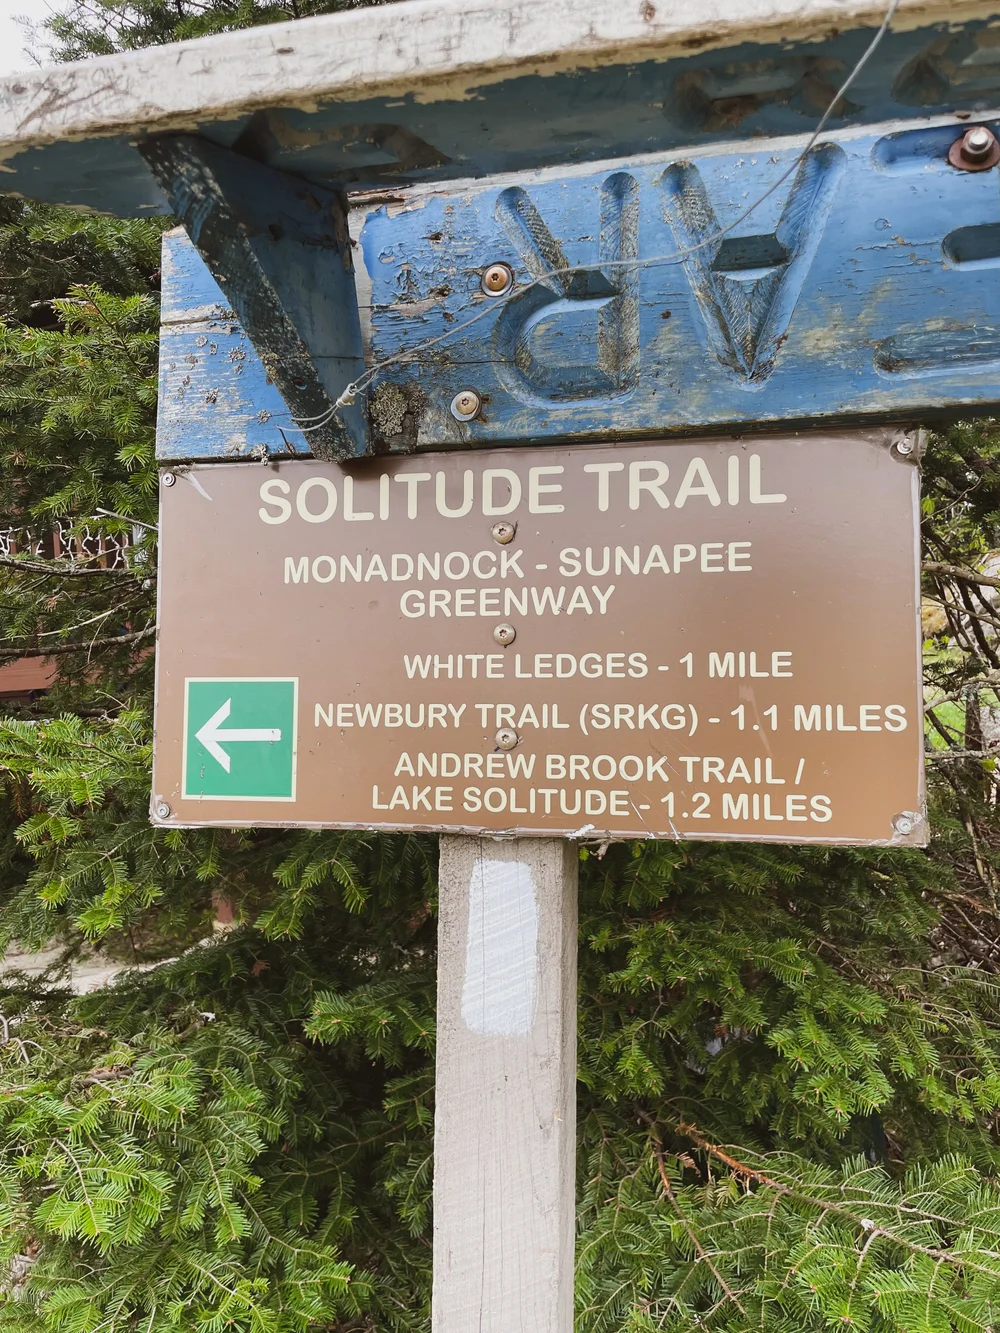 SOLITUDE TRAIL
MONADNOCK - SUNAPEE
GREENWAY
WHITE LEDGES - 1 MILE
NEWBURY TRAIL (SRKG) - 1.1 MILES
ANDREW BROOK TRAIL /
LAKE SOLITUDE - 1.2 MILES